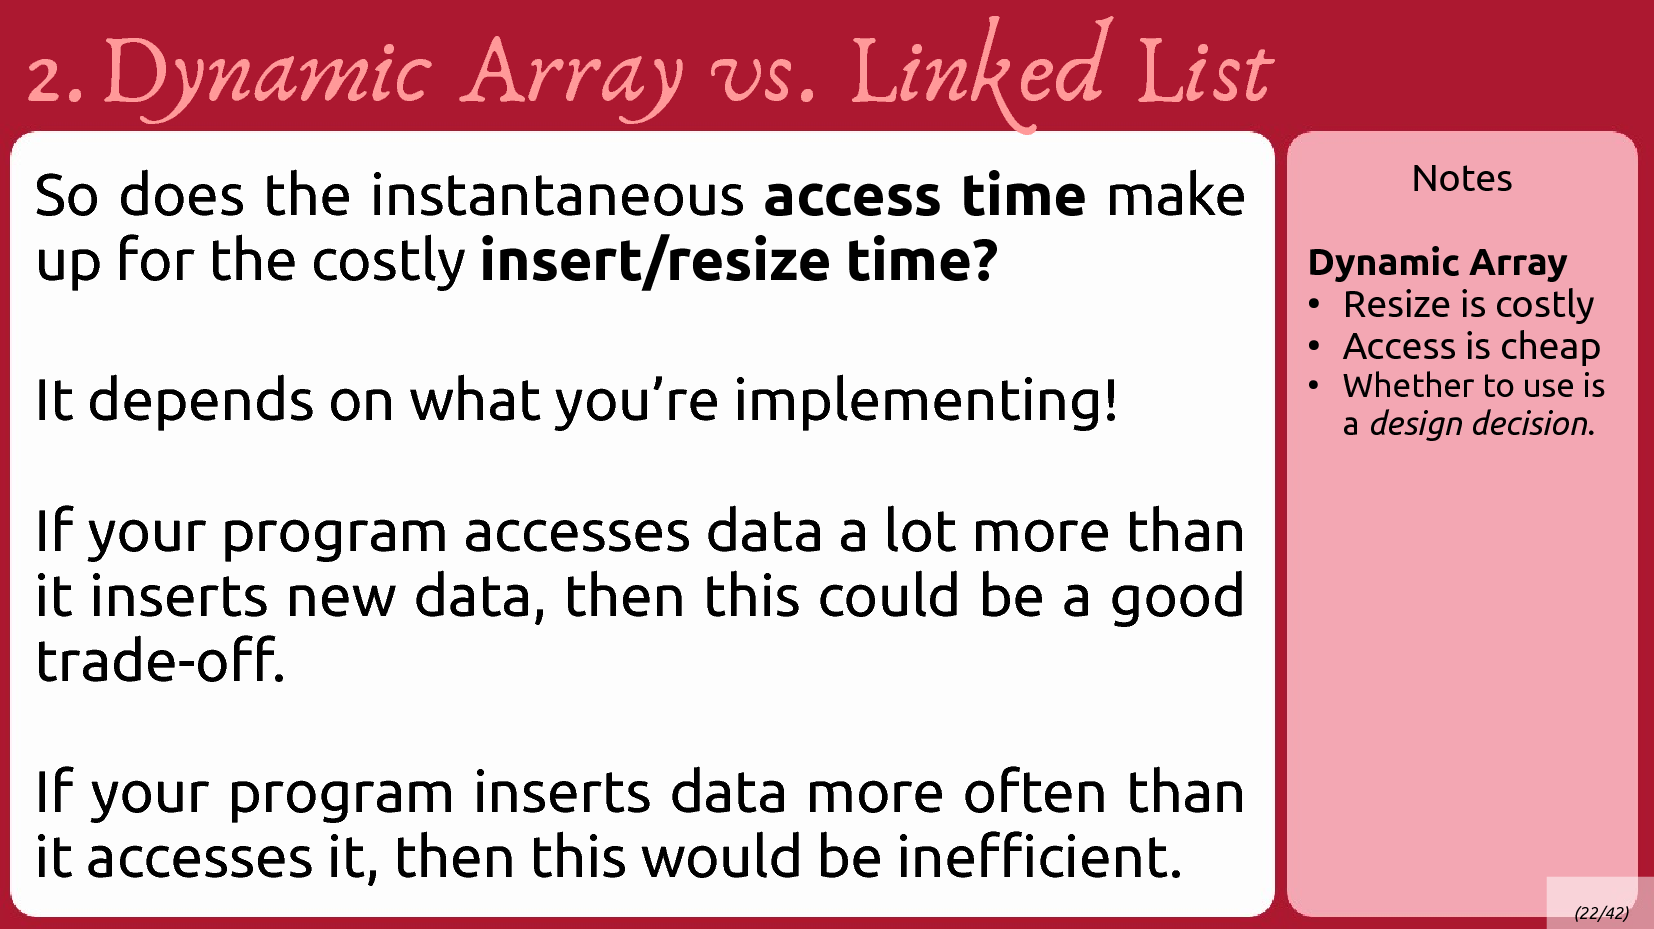 2. Dynamic Array vs. Linked List
So does the instantaneous access time make
up for the costly insert/resize time?
It depends on what you’re implementing!
If your program accesses data a lot more than
it inserts new data, then this could be a good
trade-off.
If your program inserts data more often than
it accesses it, then this would be inefficient.
Notes
Dynamic Array
• Resize is costly
• Access is cheap
• Whether to use is
a design decision.
(22/42)